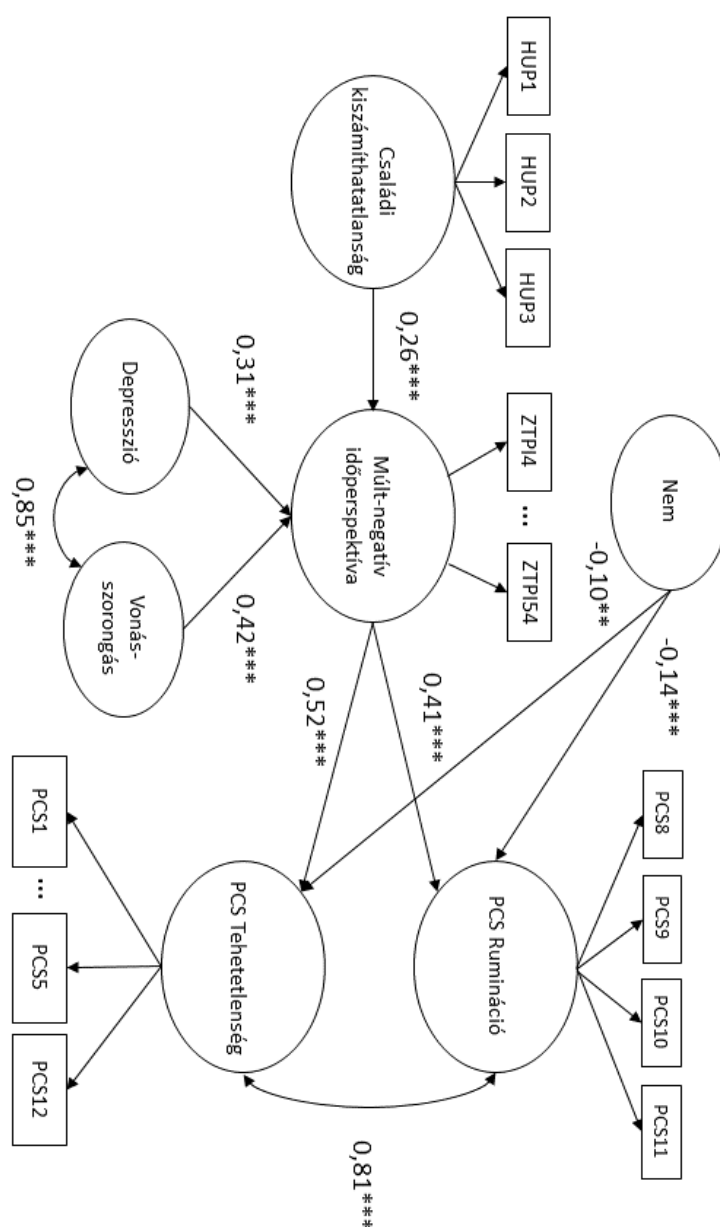 PCS8
PCS9
PCS10
PCS11
Nem
-0,14***
-0,10**
HUP1
HUP2
HUP3
ZTPI4
...
ZTPI54
PCS Rumináció
0,41***
0,26***
Családi
kiszámíthatatlanság
Múlt-negatív
időperspektíva
0,81***
0,52***
0,31***
0,42***
PCS Tehetetlenség
Depresszió
Vonás-
szorongás
0,85***
PCS1
...
PCS5
PCS12